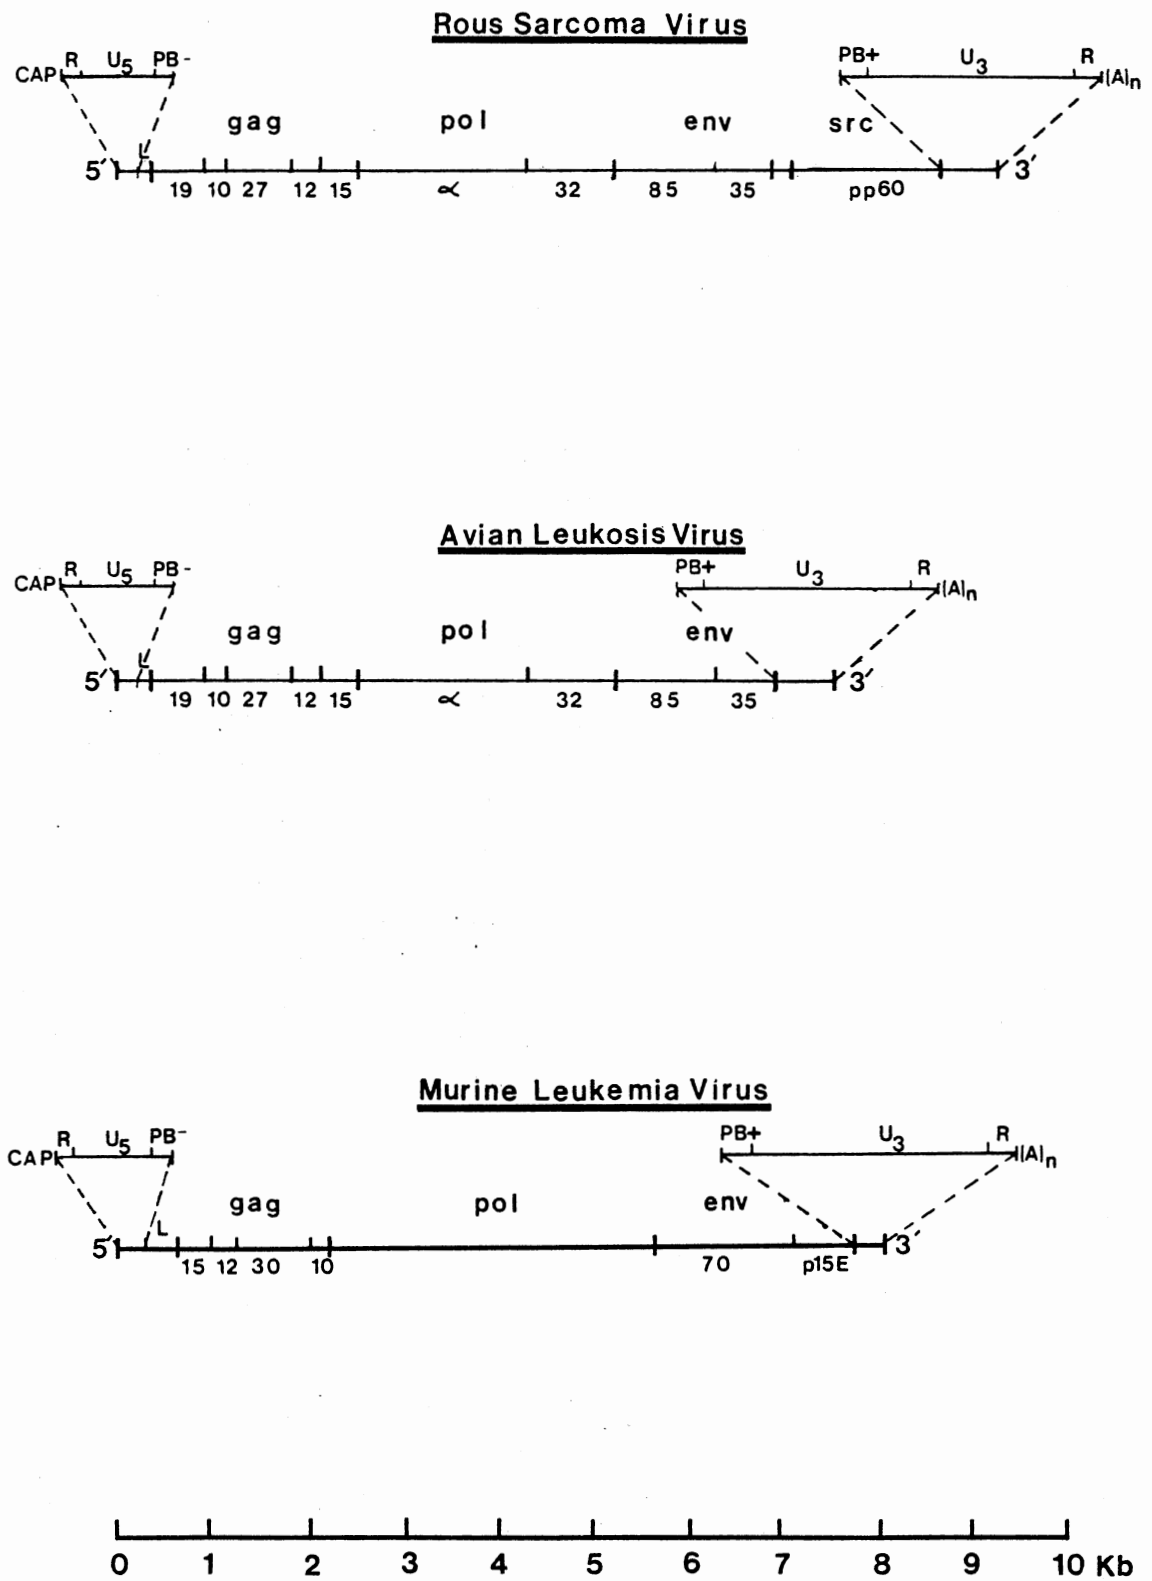 Rous Sarcoma Virus
CAP R U5 PB- PB+ U3 R (A)n
gag pol env src
5' L 3'
19 10 27 12 15 α 32 85 35 pp60
Avian Leukosis Virus
CAP R U5 PB- PB+ U3 R (A)n
gag pol env
5' L 3'
19 10 27 12 15 α 32 85 35
Murine Leukemia Virus
CAP R U5 PB- PB+ U3 R (A)n
gag pol env
5' L 3'
15 12 30 10 70 p15E
0 1 2 3 4 5 6 7 8 9 10 Kb